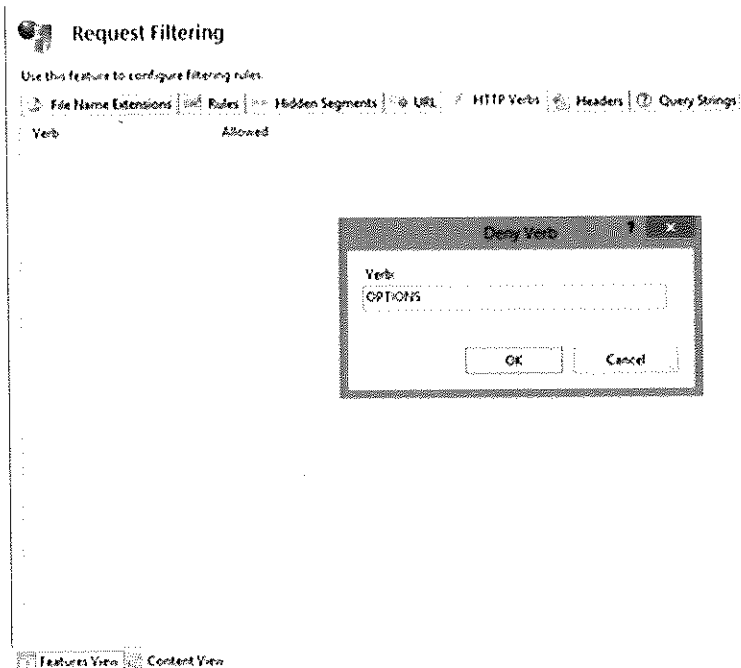 Request Filtering
Use this feature to configure filtering rules.
File Name Extensions Rules Hidden Segments URL HTTP Verbs Headers Query Strings
Verb Allowed
Deny Verb ? X
Verb:
OPTIONS
OK Cancel
Features View Content View